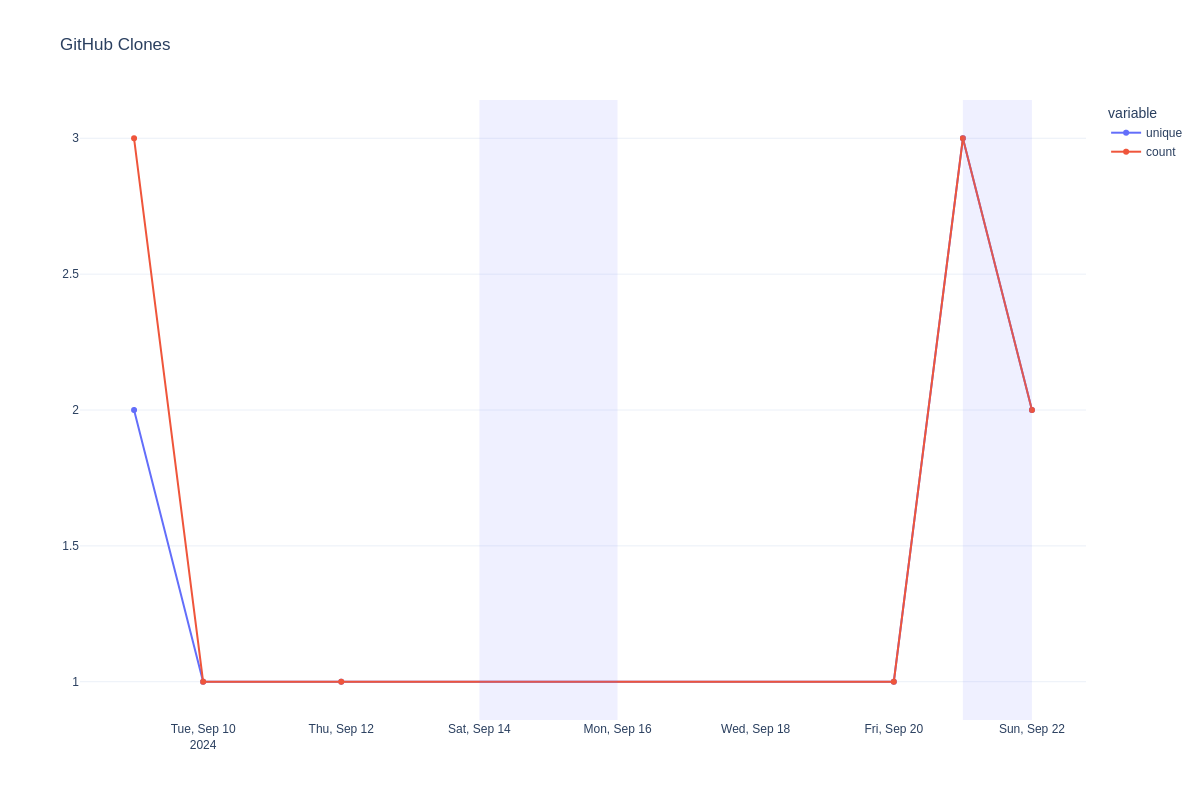 GitHub Clones
variable
unique
count
3
2.5
2
1.5
1
Tue, Sep 10
2024
Thu, Sep 12
Sat, Sep 14
Mon, Sep 16
Wed, Sep 18
Fri, Sep 20
Sun, Sep 22